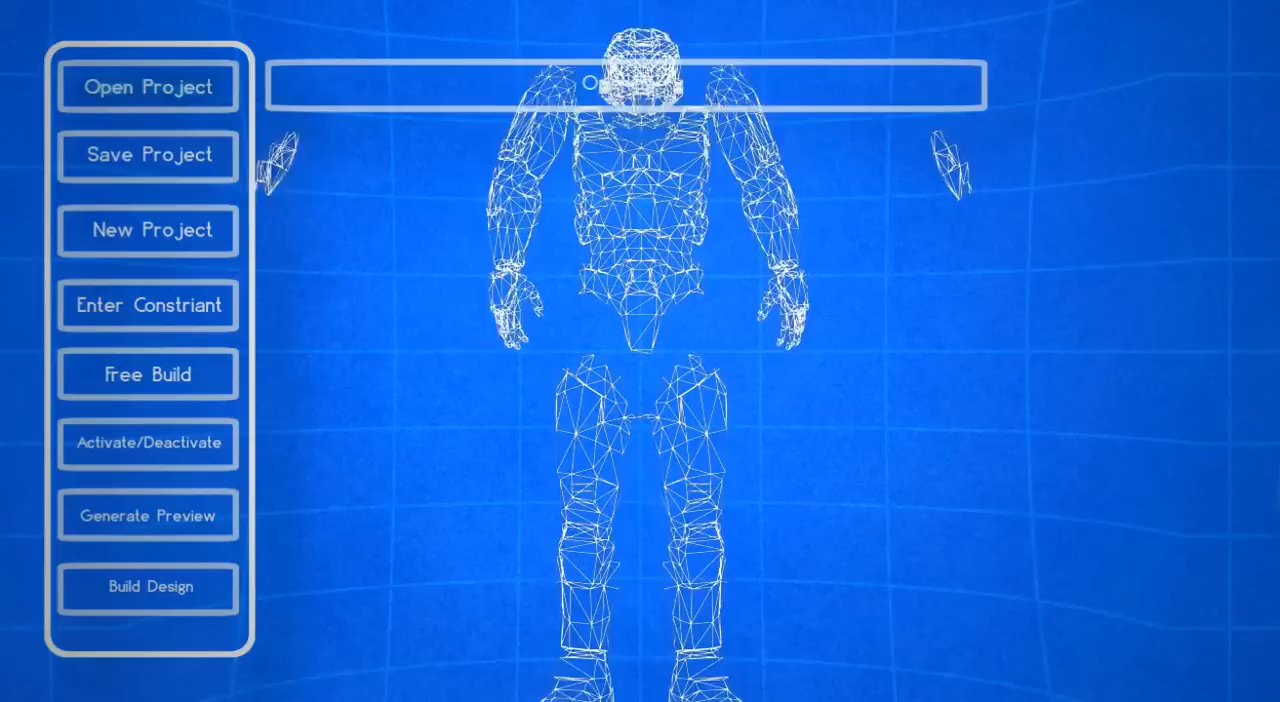 Open Project
Save Project
New Project
Enter Constriant
Free Build
Activate/Deactivate
Generate Preview
Build Design